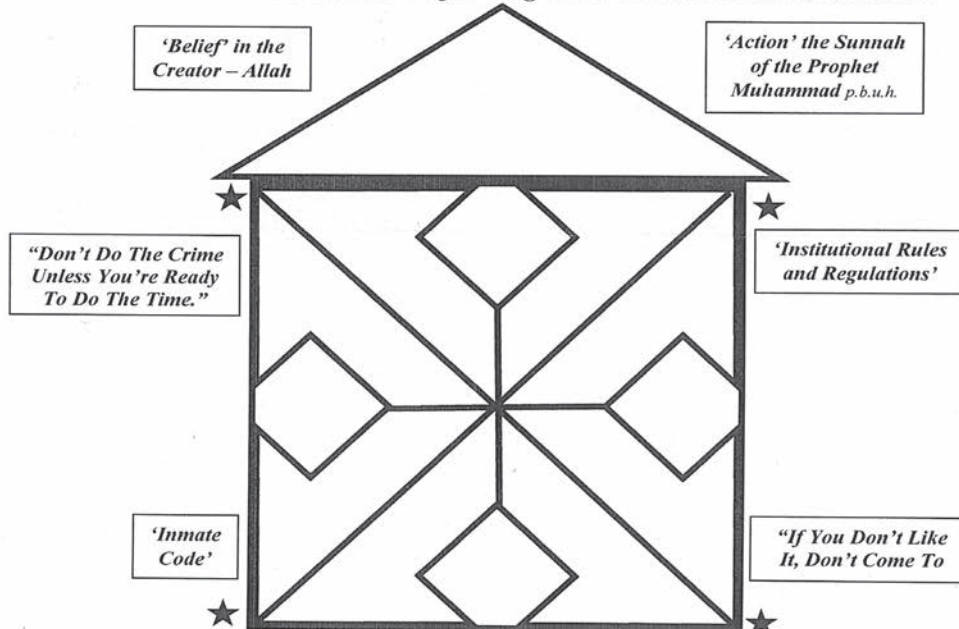 ‘Belief’ in the
Creator – Allah
‘Action’ the Sunnah
of the Prophet
Muhammad p.b.u.h.
“Don’t Do The Crime
Unless You’re Ready
To Do The Time.”
‘Institutional Rules
and Regulations’
‘Inmate
Code’
“If You Don’t Like
It, Don’t Come To